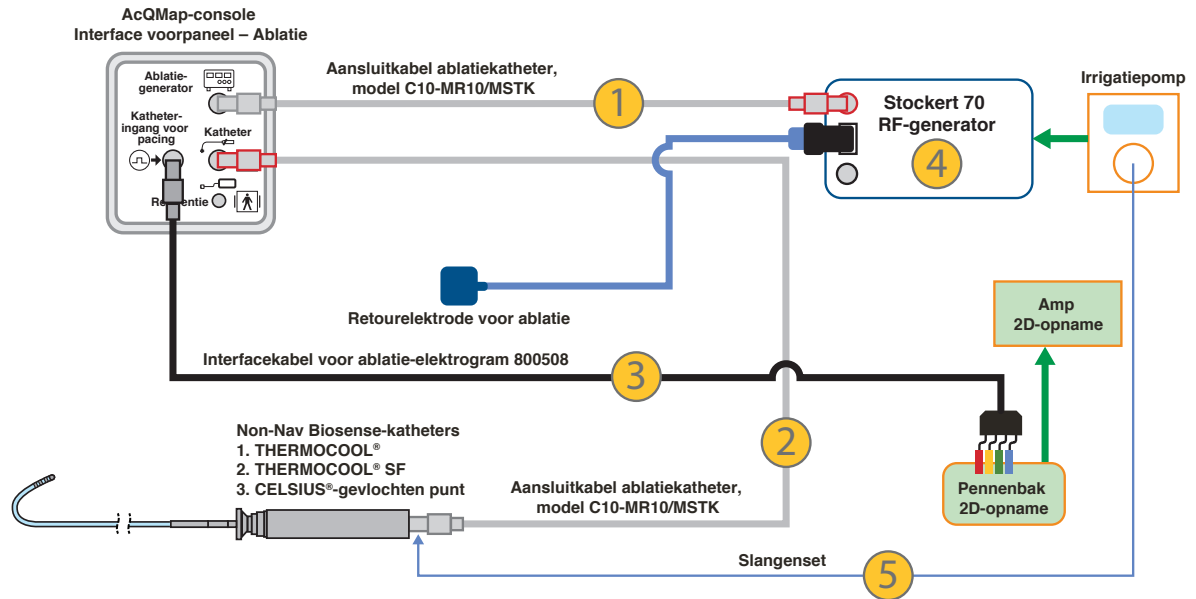 AcQMap-console
Interface voorpaneel – Ablatie
Ablatie-
generator
Katheter-
ingang voor
pacing
Katheter
Referentie
Aansluitkabel ablatiekatheter,
model C10-MR10/MSTK
1
Stockert 70
RF-generator
4
Irrigatiepomp
Retourelektrode voor ablatie
Amp
2D-opname
Interfacekabel voor ablatie-elektrogram 800508
3
2
Non-Nav Biosense-katheters
1. THERMOCOOL®
2. THERMOCOOL® SF
3. CELSIUS®-gevlochten punt
Aansluitkabel ablatiekatheter,
model C10-MR10/MSTK
Pennenbak
2D-opname
Slangenset
5